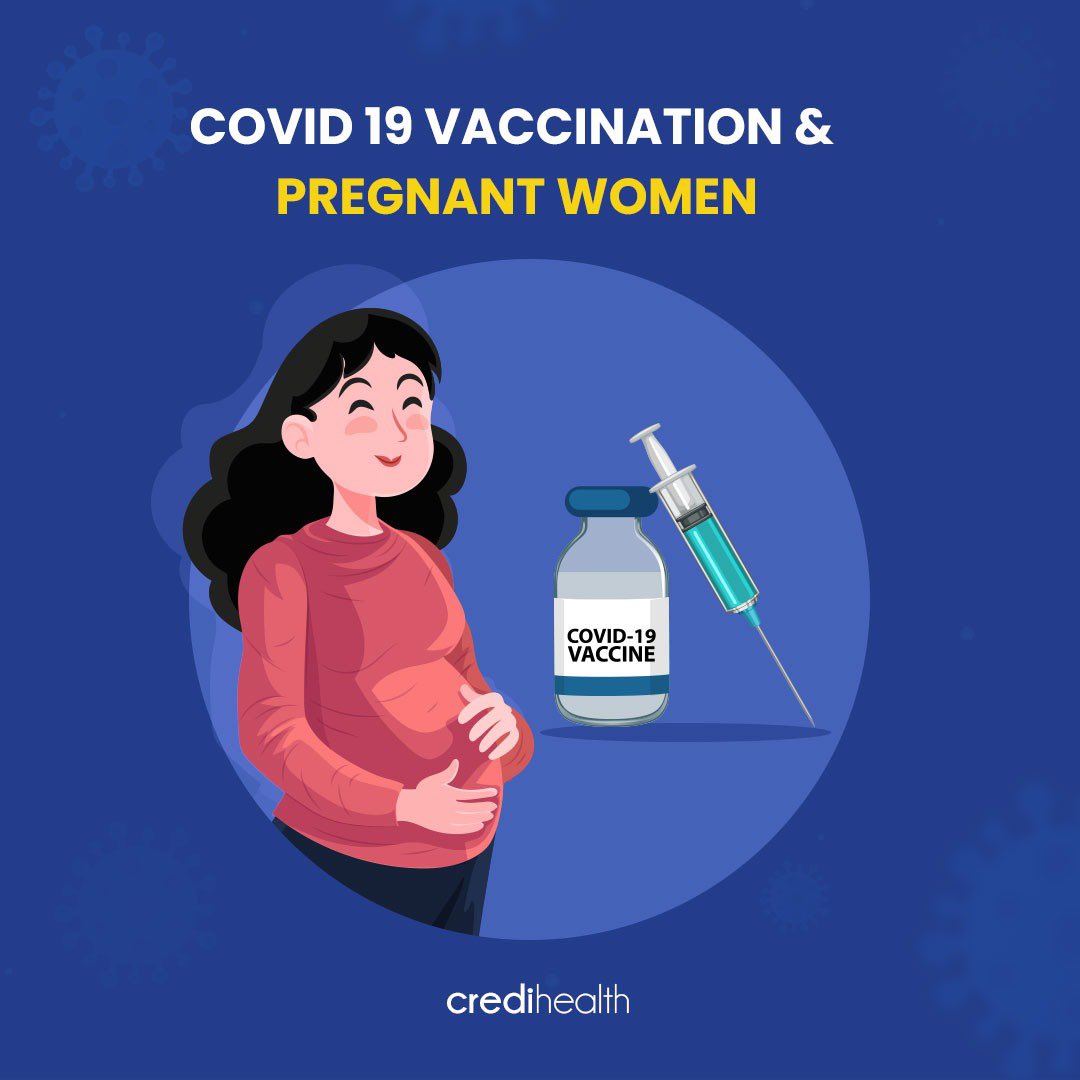 COVID 19 VACCINATION &
PREGNANT WOMEN
COVID-19
VACCINE
credihealth